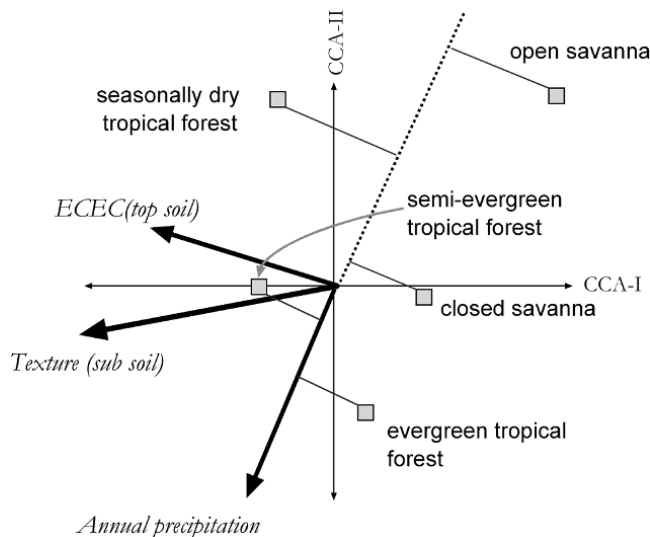 CCA-II
open savanna
seasonally dry
tropical forest
ECEC(top soil)
semi-evergreen
tropical forest
CCA-I
closed savanna
Texture (sub soil)
evergreen tropical
forest
Annual precipitation